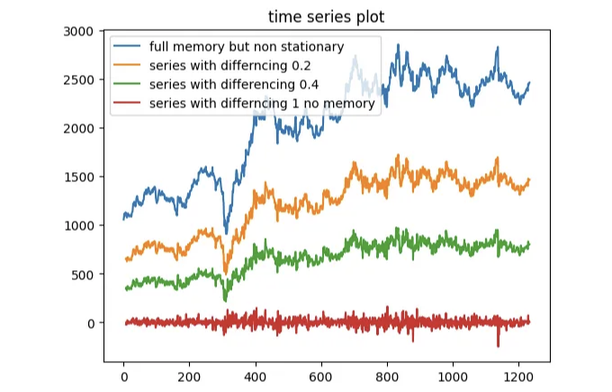 time series plot
full memory but non stationary
series with differncing 0.2
series with differencing 0.4
series with differncing 1 no memory
3000
2500
2000
1500
1000
500
0
0 200 400 600 800 1000 1200